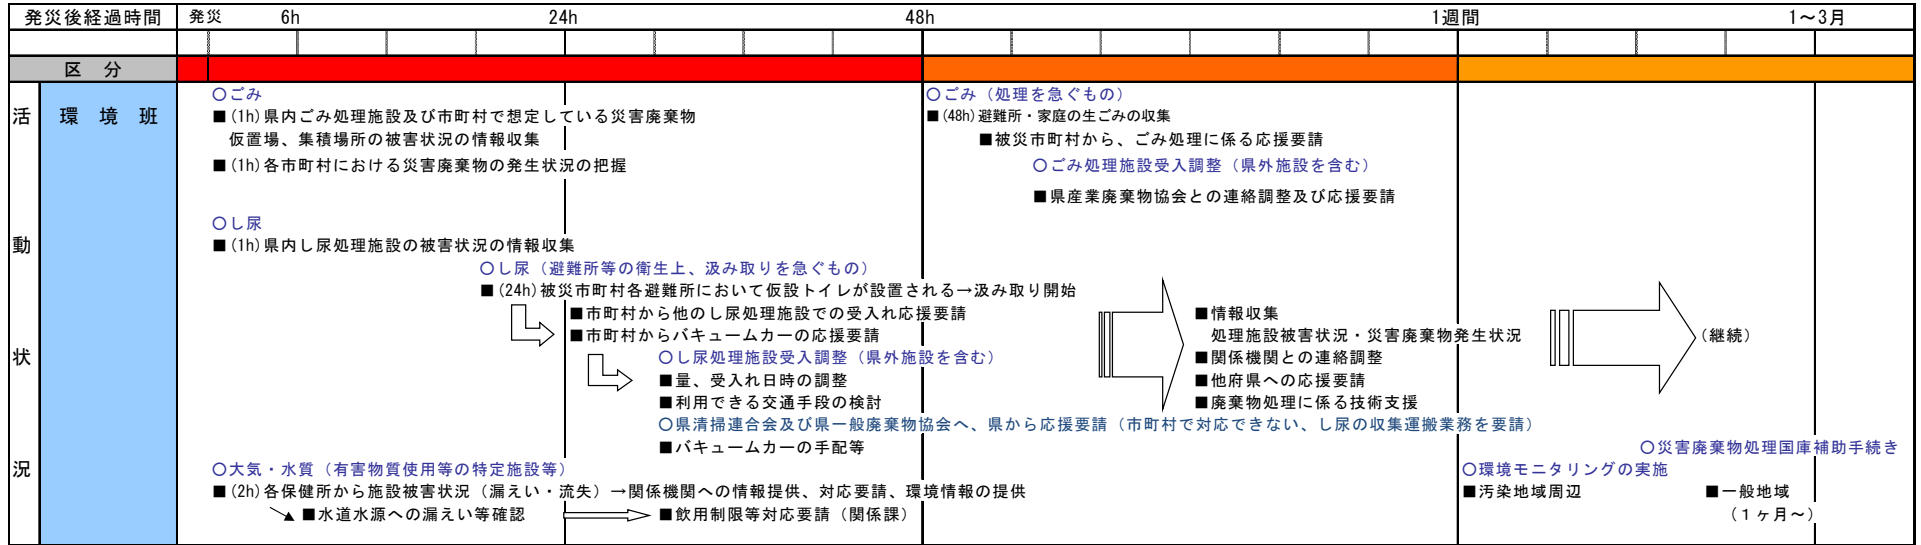 発災後経過時間 発災 6h 24h 48h 1週間 1～3月
区　分
活動状況
環　境　班
○ごみ
■(1h)県内ごみ処理施設及び市町村で想定している災害廃棄物
仮置場、集積場所の被害状況の情報収集
■(1h)各市町村における災害廃棄物の発生状況の把握
○ごみ（処理を急ぐもの）
■(48h)避難所・家庭の生ごみの収集
■被災市町村から、ごみ処理に係る応援要請
○ごみ処理施設受入調整（県外施設を含む）
■県産業廃棄物協会との連絡調整及び応援要請
○し尿
■(1h)県内し尿処理施設の被害状況の情報収集
○し尿（避難所等の衛生上、汲み取りを急ぐもの）
■(24h)被災市町村各避難所において仮設トイレが設置される→汲み取り開始
■市町村から他のし尿処理施設での受入れ応援要請
■市町村からバキュームカーの応援要請
○し尿処理施設受入調整（県外施設を含む）
■量、受入れ日時の調整
■利用できる交通手段の検討
○県清掃連合会及び県一般廃棄物協会へ、県から応援要請（市町村で対応できない、し尿の収集運搬業務を要請）
■バキュームカーの手配等
■情報収集
処理施設被害状況・災害廃棄物発生状況
■関係機関との連絡調整
■他府県への応援要請
■廃棄物処理に係る技術支援
（継続）
○災害廃棄物処理国庫補助手続き
○大気・水質（有害物質使用等の特定施設等）
■(2h)各保健所から施設被害状況（漏えい・流失）→関係機関への情報提供、対応要請、環境情報の提供
■水道水源への漏えい等確認
■飲用制限等対応要請（関係課）
○環境モニタリングの実施
■汚染地域周辺
■一般地域
（１ヶ月～）